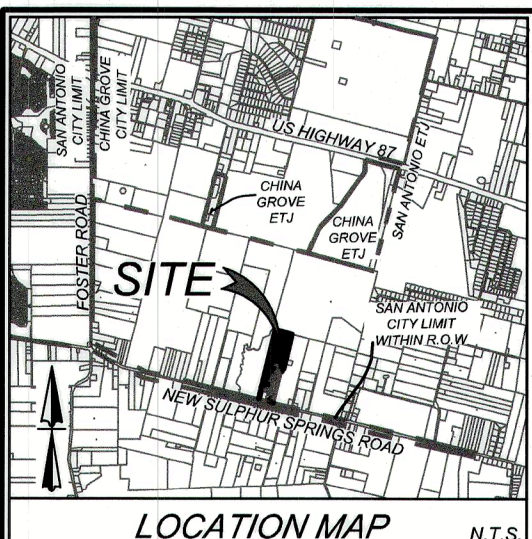 SAN ANTONIO
CITY LIMIT
CHINA GROVE
CITY LIMIT
US HIGHWAY 87
SAN ANTONIO ETJ
CHINA
GROVE
ETJ
CHINA
GROVE
ETJ
FOSTER ROAD
SITE
SAN ANTONIO
CITY LIMIT
WITHIN R.O.W
NEW SULPHUR SPRINGS ROAD
LOCATION MAP
N.T.S.